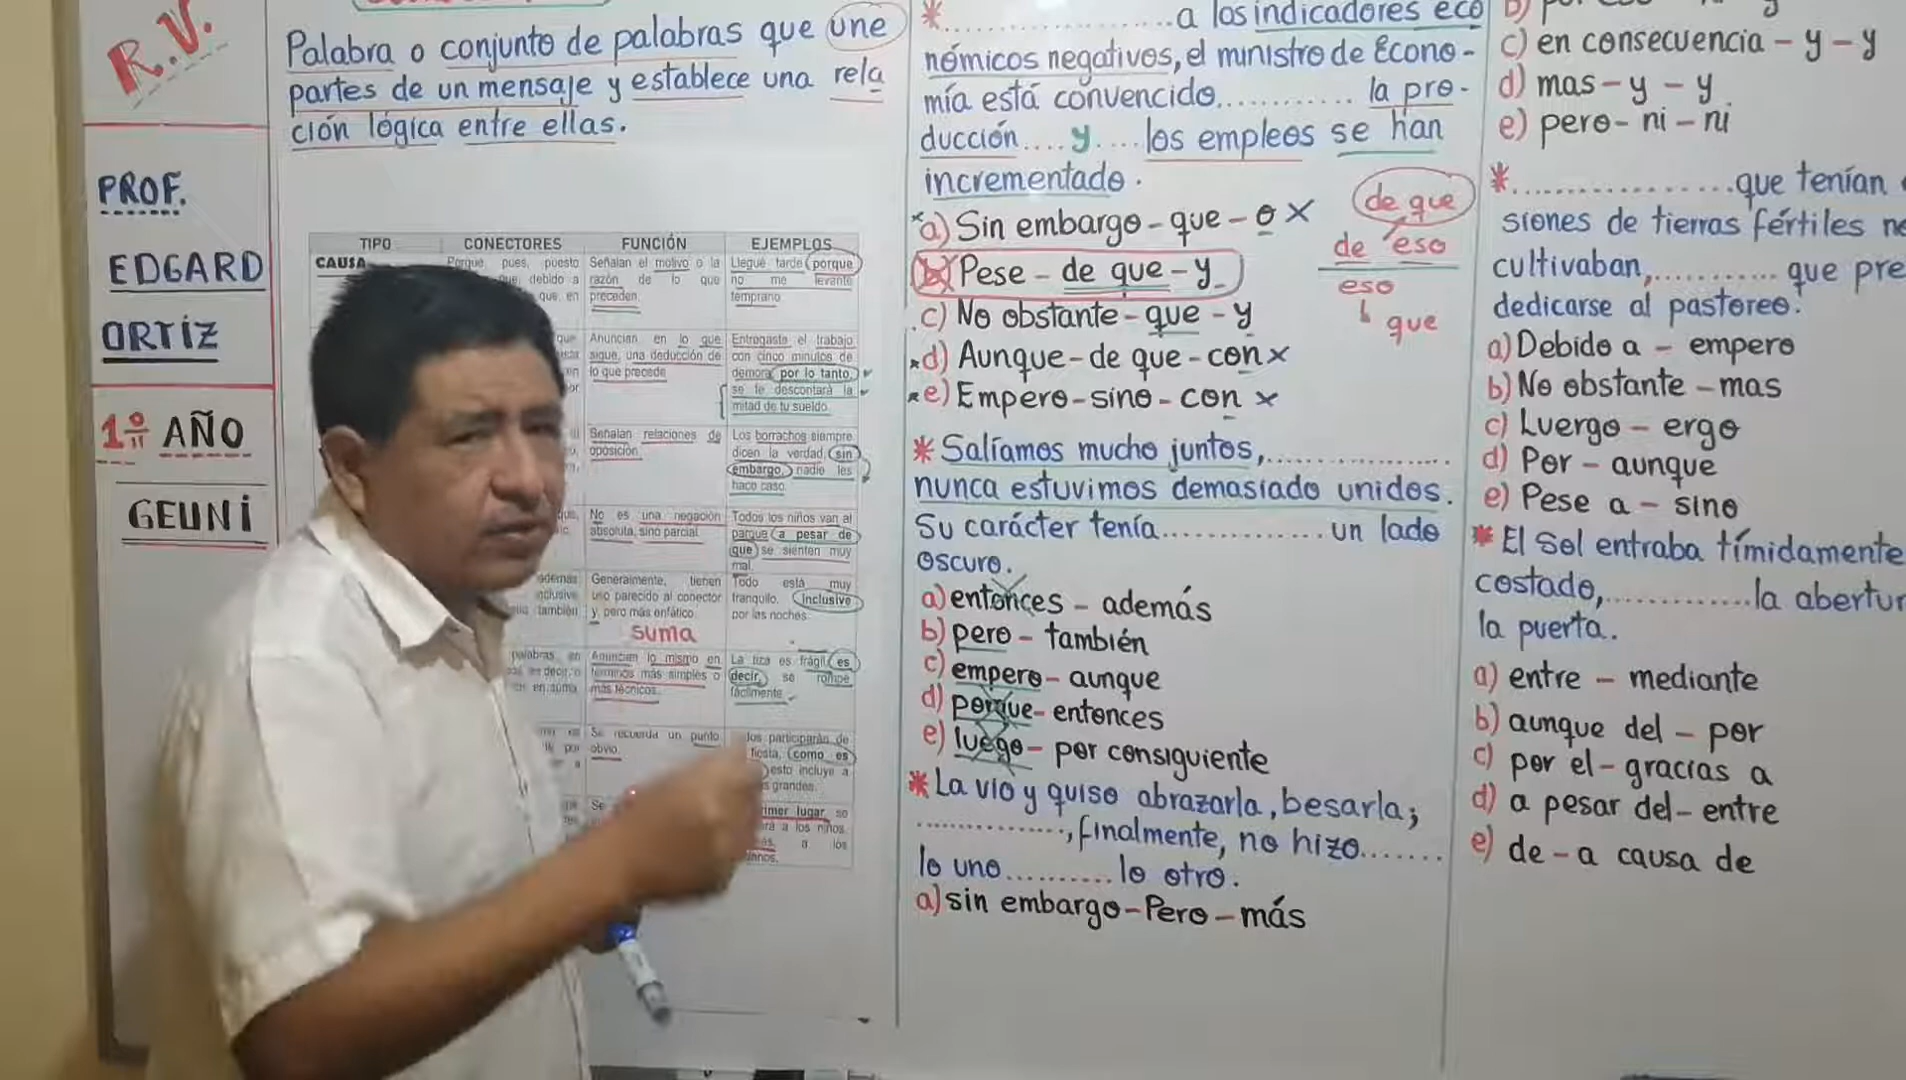 R.V.
PROF.
EDGARD
ORTIZ
1º AÑO
GEUNI
Palabra o conjunto de palabras que une
partes de un mensaje y establece una rela
ción lógica entre ellas.
TIPO CONECTORES FUNCIÓN EJEMPLOS
CAUSA
Porque, pues, puesto
que, debido a
que, en
Señalan el motivo o la
razón de lo que
preceden.
Llegué tarde porque
no me levanté
temprano.
Anuncian en lo que
sigue, una deducción de
lo que precede
Entregaste el trabajo
con cinco minutos de
demora, por lo tanto,
se te descontará la
mitad de tu sueldo.
Señalan relaciones de
oposición.
Los borrachos siempre
dicen la verdad, sin
embargo, nadie les
hace caso.
No es una negación
absoluta, sino parcial.
Todos los niños van al
parque a pesar de
que se sienten muy
mal.
además
inclusive
también
Generalmente, tienen
uso parecido al conector
y, pero más enfático.
suma
Todo está muy
tranquilo, inclusive
por las noches.
palabras, en
es decir, o
en suma
Anuncian lo mismo en
términos más simples o
más técnicos.
La tiza es frágil, es
decir, se rompe
fácilmente.
Se recuerda un punto
obvio.
los participarán de
fiesta, como es
esto incluye a
grandes.
Se
primer lugar, se
a los niños,
a los
* ............ a los indicadores eco
nómicos negativos, el ministro de Econo-
mía está convencido............ la pro-
ducción.... y .... los empleos se han
incrementado.
a) Sin embargo - que - o x
b) Pese - de que - y
c) No obstante - que - y
d) Aunque - de que - con x
e) Empero - sino - con x
de que
de eso
eso
que
* Salíamos mucho juntos,............
nunca estuvimos demasiado unidos.
Su carácter tenía............ un lado
oscuro.
a) entonces - además
b) pero - también
c) empero - aunque
d) porque - entonces
e) luego - por consiguiente
* La vio y quiso abrazarla, besarla;
............, finalmente, no hizo.......
lo uno.......... lo otro.
a) sin embargo - Pero - más
c) en consecuencia - y - y
d) mas - y - y
e) pero - ni - ni
* ............ que tenían
siones de tierras fértiles no
cultivaban,.......... que pre
dedicarse al pastoreo.
a) Debido a - empero
b) No obstante - mas
c) Luergo - ergo
d) Por - aunque
e) Pese a - sino
* El Sol entraba tímidamente
costado,............ la abertur
la puerta.
a) entre - mediante
b) aunque del - por
c) por el - gracias a
d) a pesar del - entre
e) de - a causa de